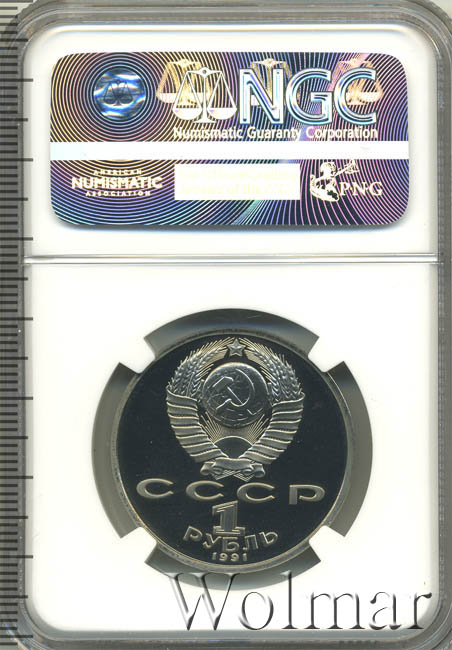 NGC
Numismatic Guaranty Corporation
AMERICAN
NUMISMATIC
ASSOCIATION
PNG
СССР
1
РУБЛЬ
1991
Wolmar